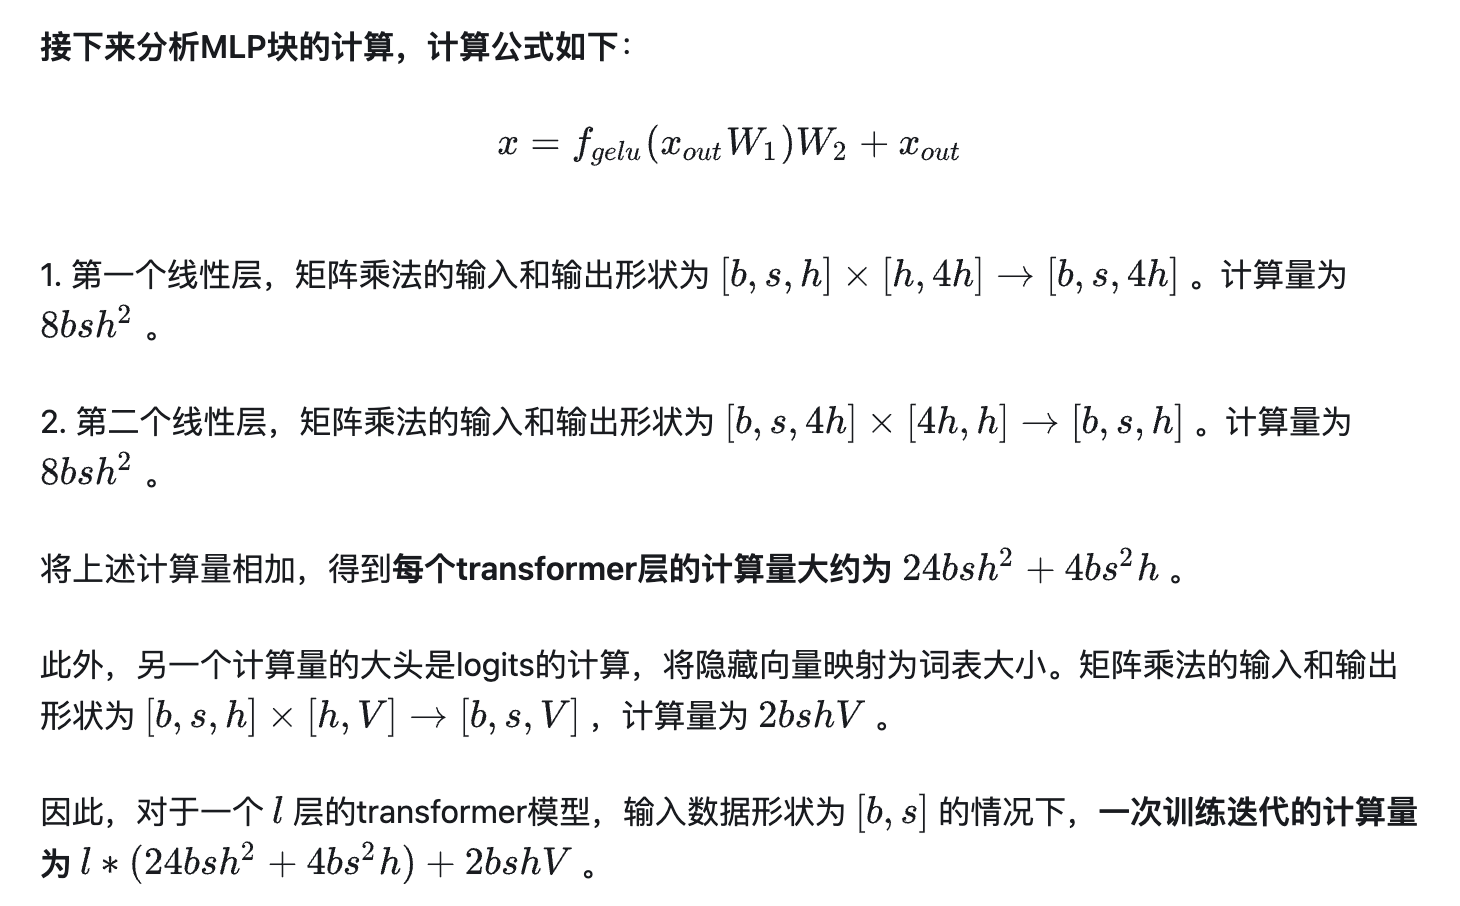 接下来分析MLP块的计算，计算公式如下：
$x = f_{gelu}(x_{out}W_1)W_2 + x_{out}$
1. 第一个线性层，矩阵乘法的输入和输出形状为 $[b, s, h] \times [h, 4h] \rightarrow [b, s, 4h]$ 。计算量为
$8bsh^2$ 。
2. 第二个线性层，矩阵乘法的输入和输出形状为 $[b, s, 4h] \times [4h, h] \rightarrow [b, s, h]$ 。计算量为
$8bsh^2$ 。
将上述计算量相加，得到每个transformer层的计算量大约为 $24bsh^2 + 4bs^2h$ 。
此外，另一个计算量的大头是logits的计算，将隐藏向量映射为词表大小。矩阵乘法的输入和输出
形状为 $[b, s, h] \times [h, V] \rightarrow [b, s, V]$ ，计算量为 $2bshV$ 。
因此，对于一个 $l$ 层的transformer模型，输入数据形状为 $[b, s]$ 的情况下，一次训练迭代的计算量
为 $l * (24bsh^2 + 4bs^2h) + 2bshV$ 。